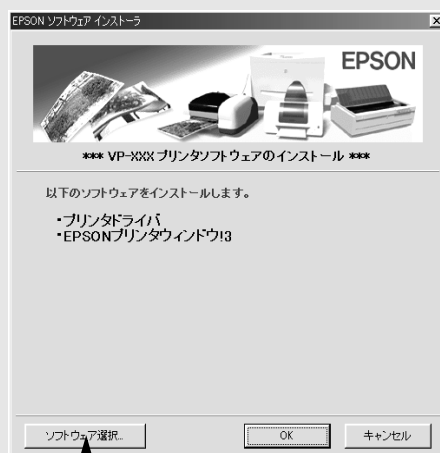 EPSON ソフトウェア インストーラ
EPSON
*** VP-XXX プリンタソフトウェアのインストール ***
以下のソフトウェアをインストールします。
・プリンタドライバ
・EPSONプリンタウィンドウ!3
ソフトウェア選択...
OK
キャンセル